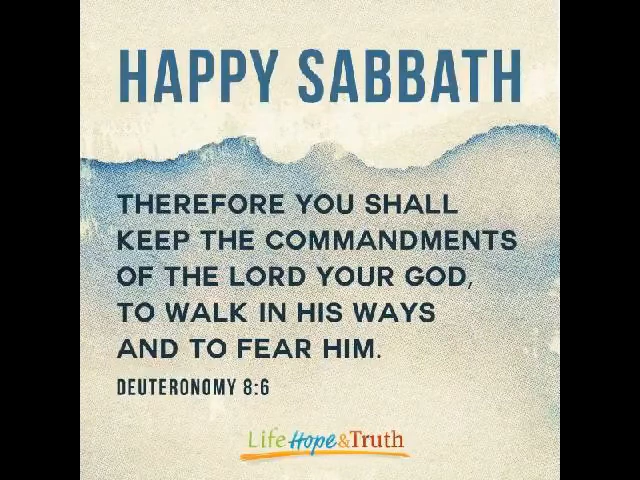 HAPPY SABBATH
THEREFORE YOU SHALL
KEEP THE COMMANDMENTS
OF THE LORD YOUR GOD,
TO WALK IN HIS WAYS
AND TO FEAR HIM.
DEUTERONOMY 8:6
Life Hope&Truth